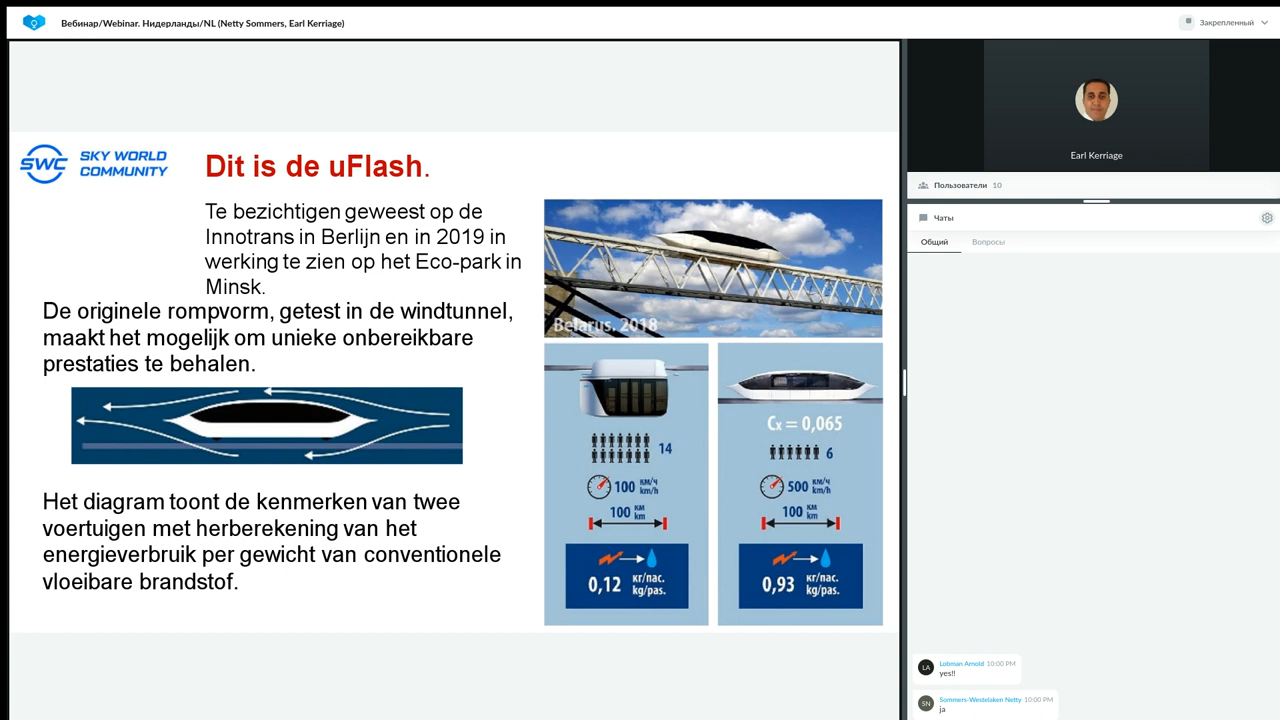 Вебинар/Webinar. Нидерланды/NL (Netty Sommers, Earl Kerriage)
Закрепленный
SWC
SKY WORLD
COMMUNITY
Dit is de uFlash.
Te bezichtigen geweest op de
Innotrans in Berlijn en in 2019 in
werking te zien op het Eco-park in
Minsk.
De originele rompvorm, getest in de windtunnel,
maakt het mogelijk om unieke onbereikbare
prestaties te behalen.
Het diagram toont de kenmerken van twee
voertuigen met herberekening van het
energieverbruik per gewicht van conventionele
vloeibare brandstof.
Belarus. 2018
14
100 км/ч
km/h
100 км
km
0,12 кг/пас.
kg/pas.
Cx = 0,065
6
500 км/ч
km/h
100 км
km
0,93 кг/пас.
kg/pas.
Earl Kerriage
Пользователи 10
Чаты
Общий Вопросы
LA Lobman Arnold 10:00 PM
yes!!
SN Sommers-Westelaken Netty 10:00 PM
ja